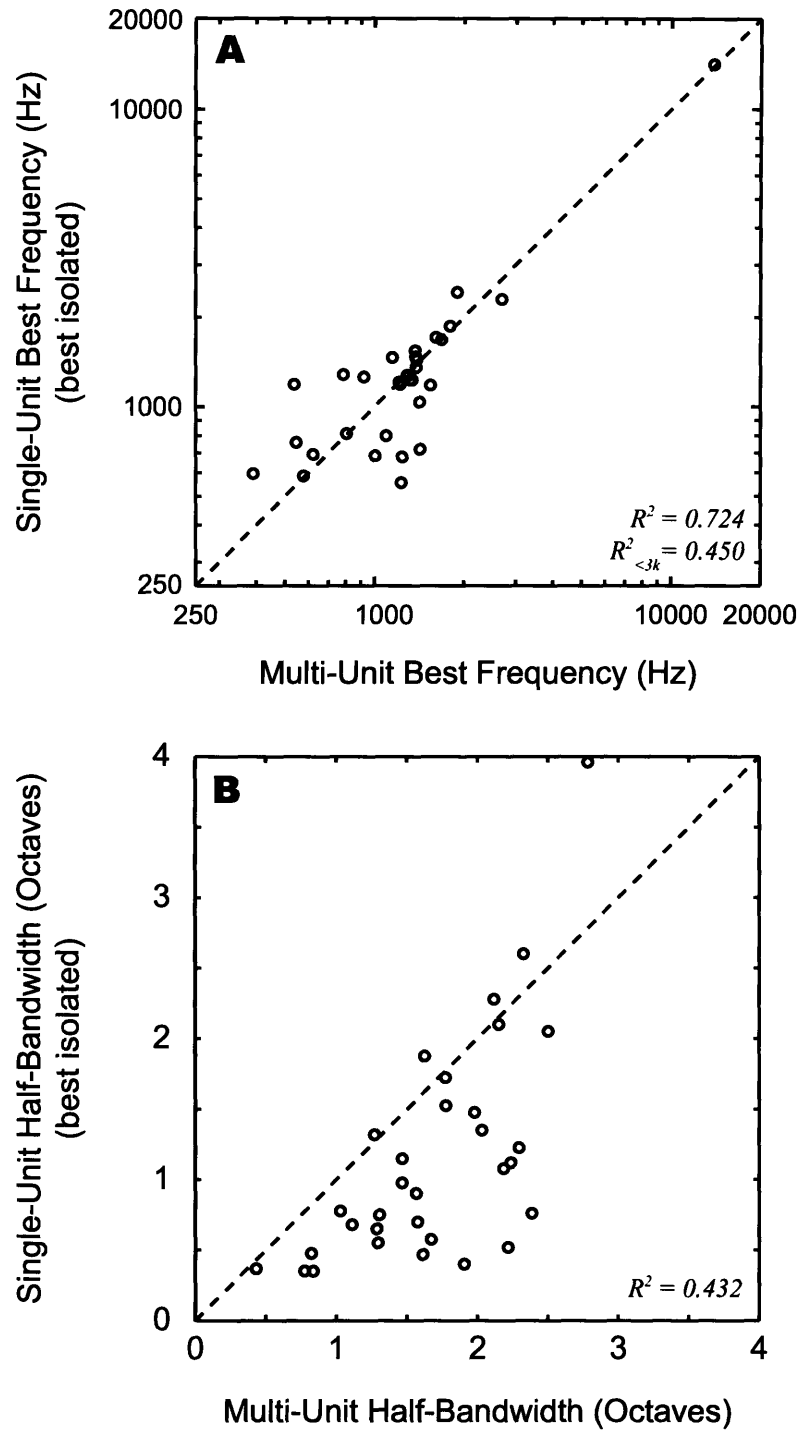 A
20000
10000
1000
250
Single-Unit Best Frequency (Hz)
(best isolated)
R² = 0.724
R²<3k = 0.450
250 1000 10000 20000
Multi-Unit Best Frequency (Hz)
B
4
3
2
1
0
Single-Unit Half-Bandwidth (Octaves)
(best isolated)
R² = 0.432
0 1 2 3 4
Multi-Unit Half-Bandwidth (Octaves)